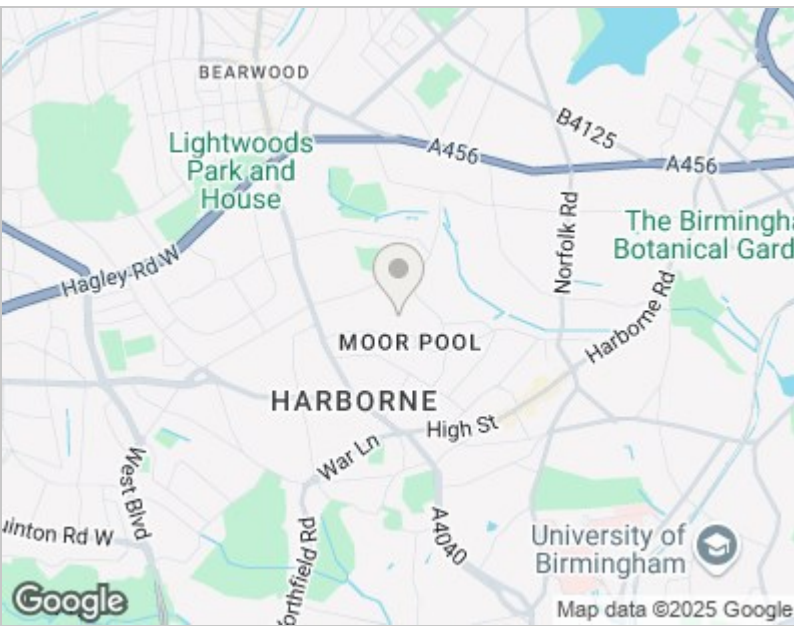 BEARWOOD
B4125
Lightwoods
Park and
House
A456
A456
Norfolk Rd
The Birmingha
Botanical Gard
Hagley Rd W
Harborne Rd
MOOR POOL
HARBORNE
High St
War Ln
West Blvd
uinton Rd W
orthfield Rd
A4040
University of
Birmingham
Google
Map data ©2025 Google